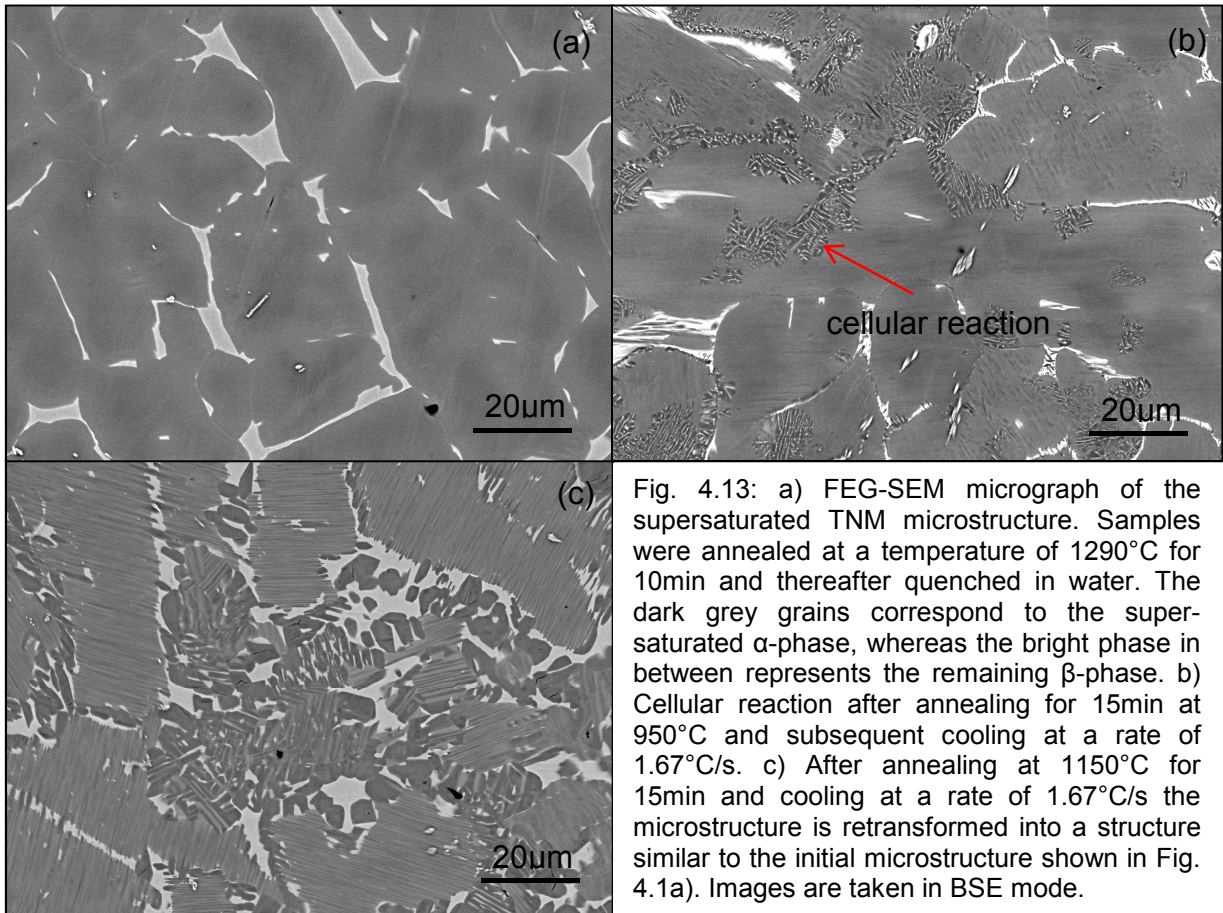 (a)
20µm
(b)
cellular reaction
20µm
(c)
20µm
Fig. 4.13: a) FEG-SEM micrograph of the
supersaturated TNM microstructure. Samples
were annealed at a temperature of 1290°C for
10min and thereafter quenched in water. The
dark grey grains correspond to the super-
saturated α-phase, whereas the bright phase in
between represents the remaining β-phase. b)
Cellular reaction after annealing for 15min at
950°C and subsequent cooling at a rate of
1.67°C/s. c) After annealing at 1150°C for
15min and cooling at a rate of 1.67°C/s the
microstructure is retransformed into a structure
similar to the initial microstructure shown in Fig.
4.1a). Images are taken in BSE mode.